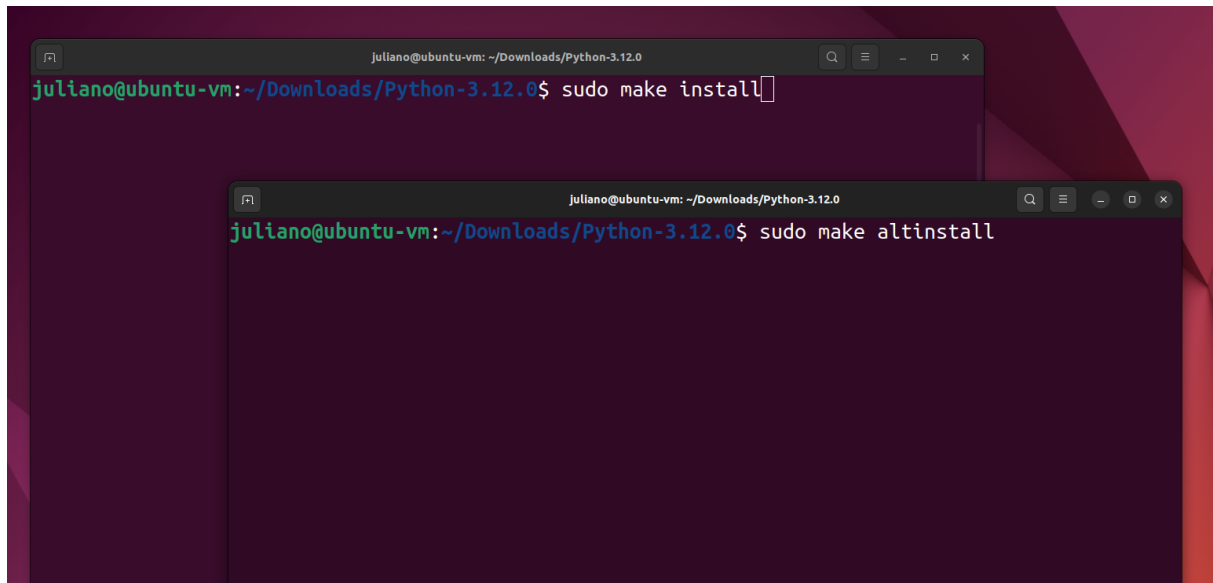 juliano@ubuntu-vm: ~/Downloads/Python-3.12.0
juliano@ubuntu-vm:~/Downloads/Python-3.12.0$ sudo make install
juliano@ubuntu-vm: ~/Downloads/Python-3.12.0
juliano@ubuntu-vm:~/Downloads/Python-3.12.0$ sudo make altinstall